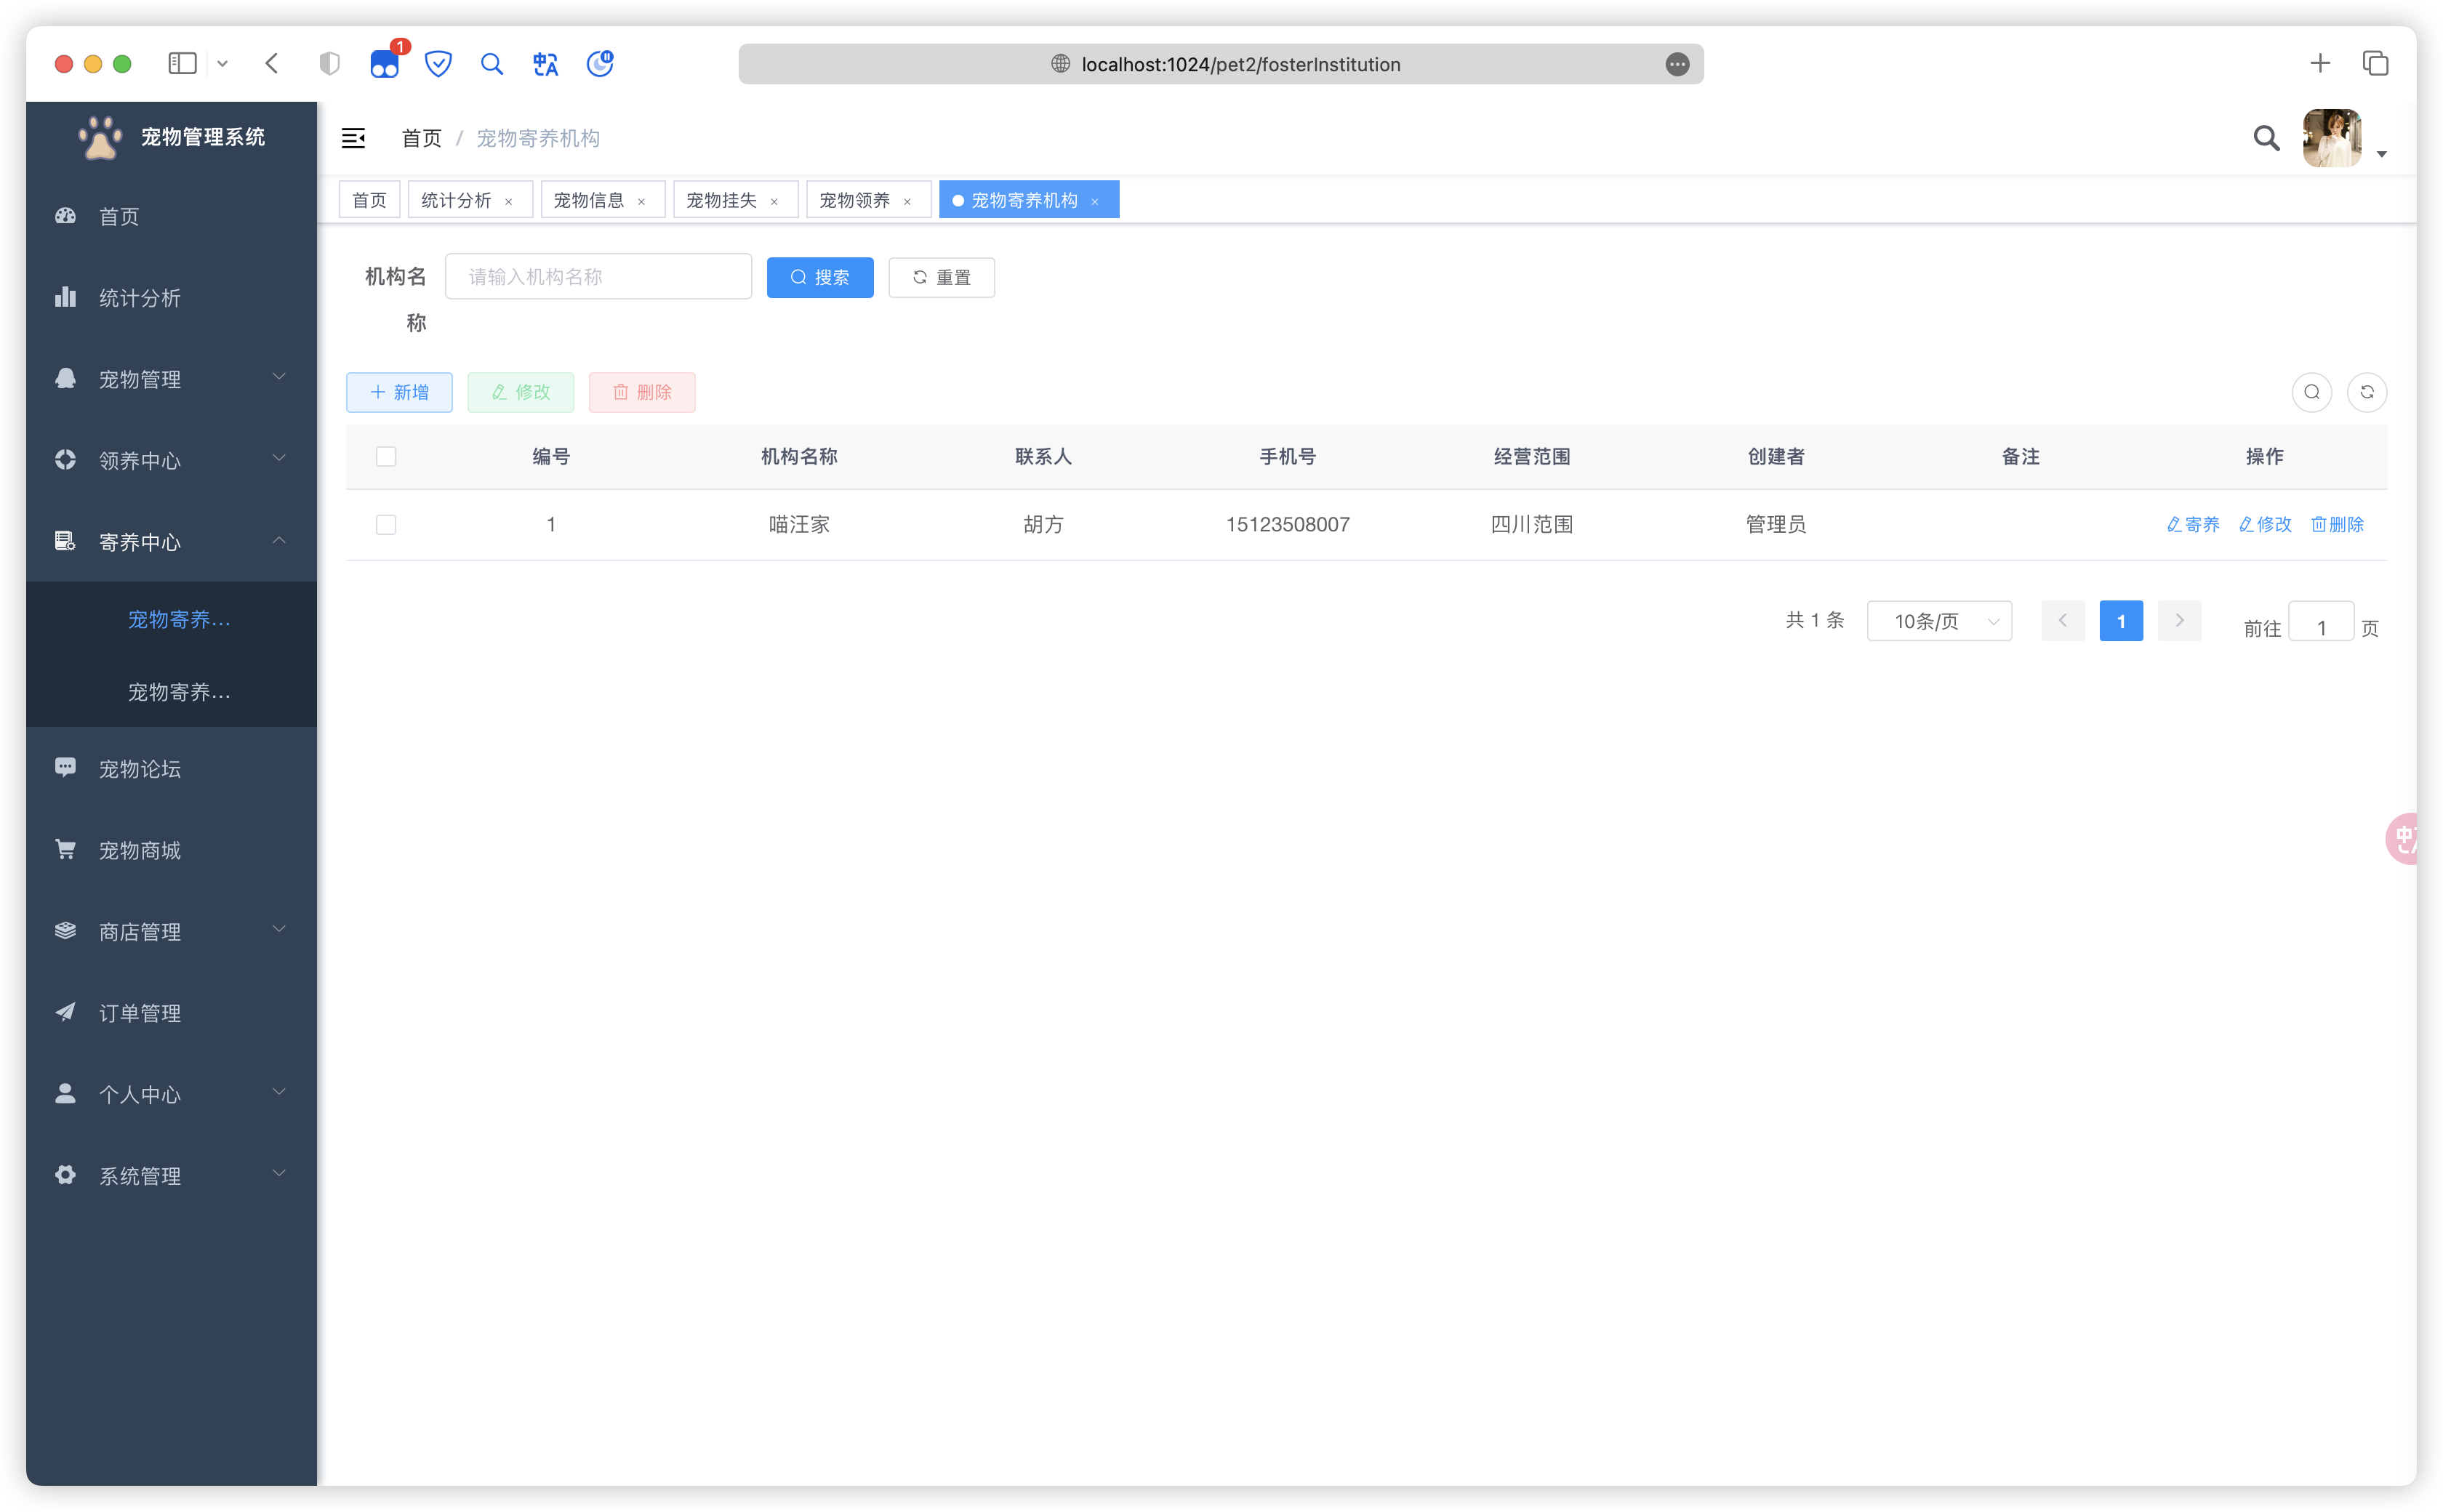 1
中A
localhost:1024/pet2/fosterInstitution
宠物管理系统
首页 / 宠物寄养机构
首页
统计分析 ×
宠物信息 ×
宠物挂失 ×
宠物领养 ×
宠物寄养机构 ×
首页
统计分析
宠物管理
领养中心
寄养中心
宠物寄养...
宠物寄养...
宠物论坛
宠物商城
商店管理
订单管理
个人中心
系统管理
机构名
称
请输入机构名称
搜索
重置
新增
修改
删除
编号 机构名称 联系人 手机号 经营范围 创建者 备注 操作
1 喵汪家 胡方 15123508007 四川范围 管理员 寄养 修改 删除
共 1 条 10条/页 1 前往 1 页